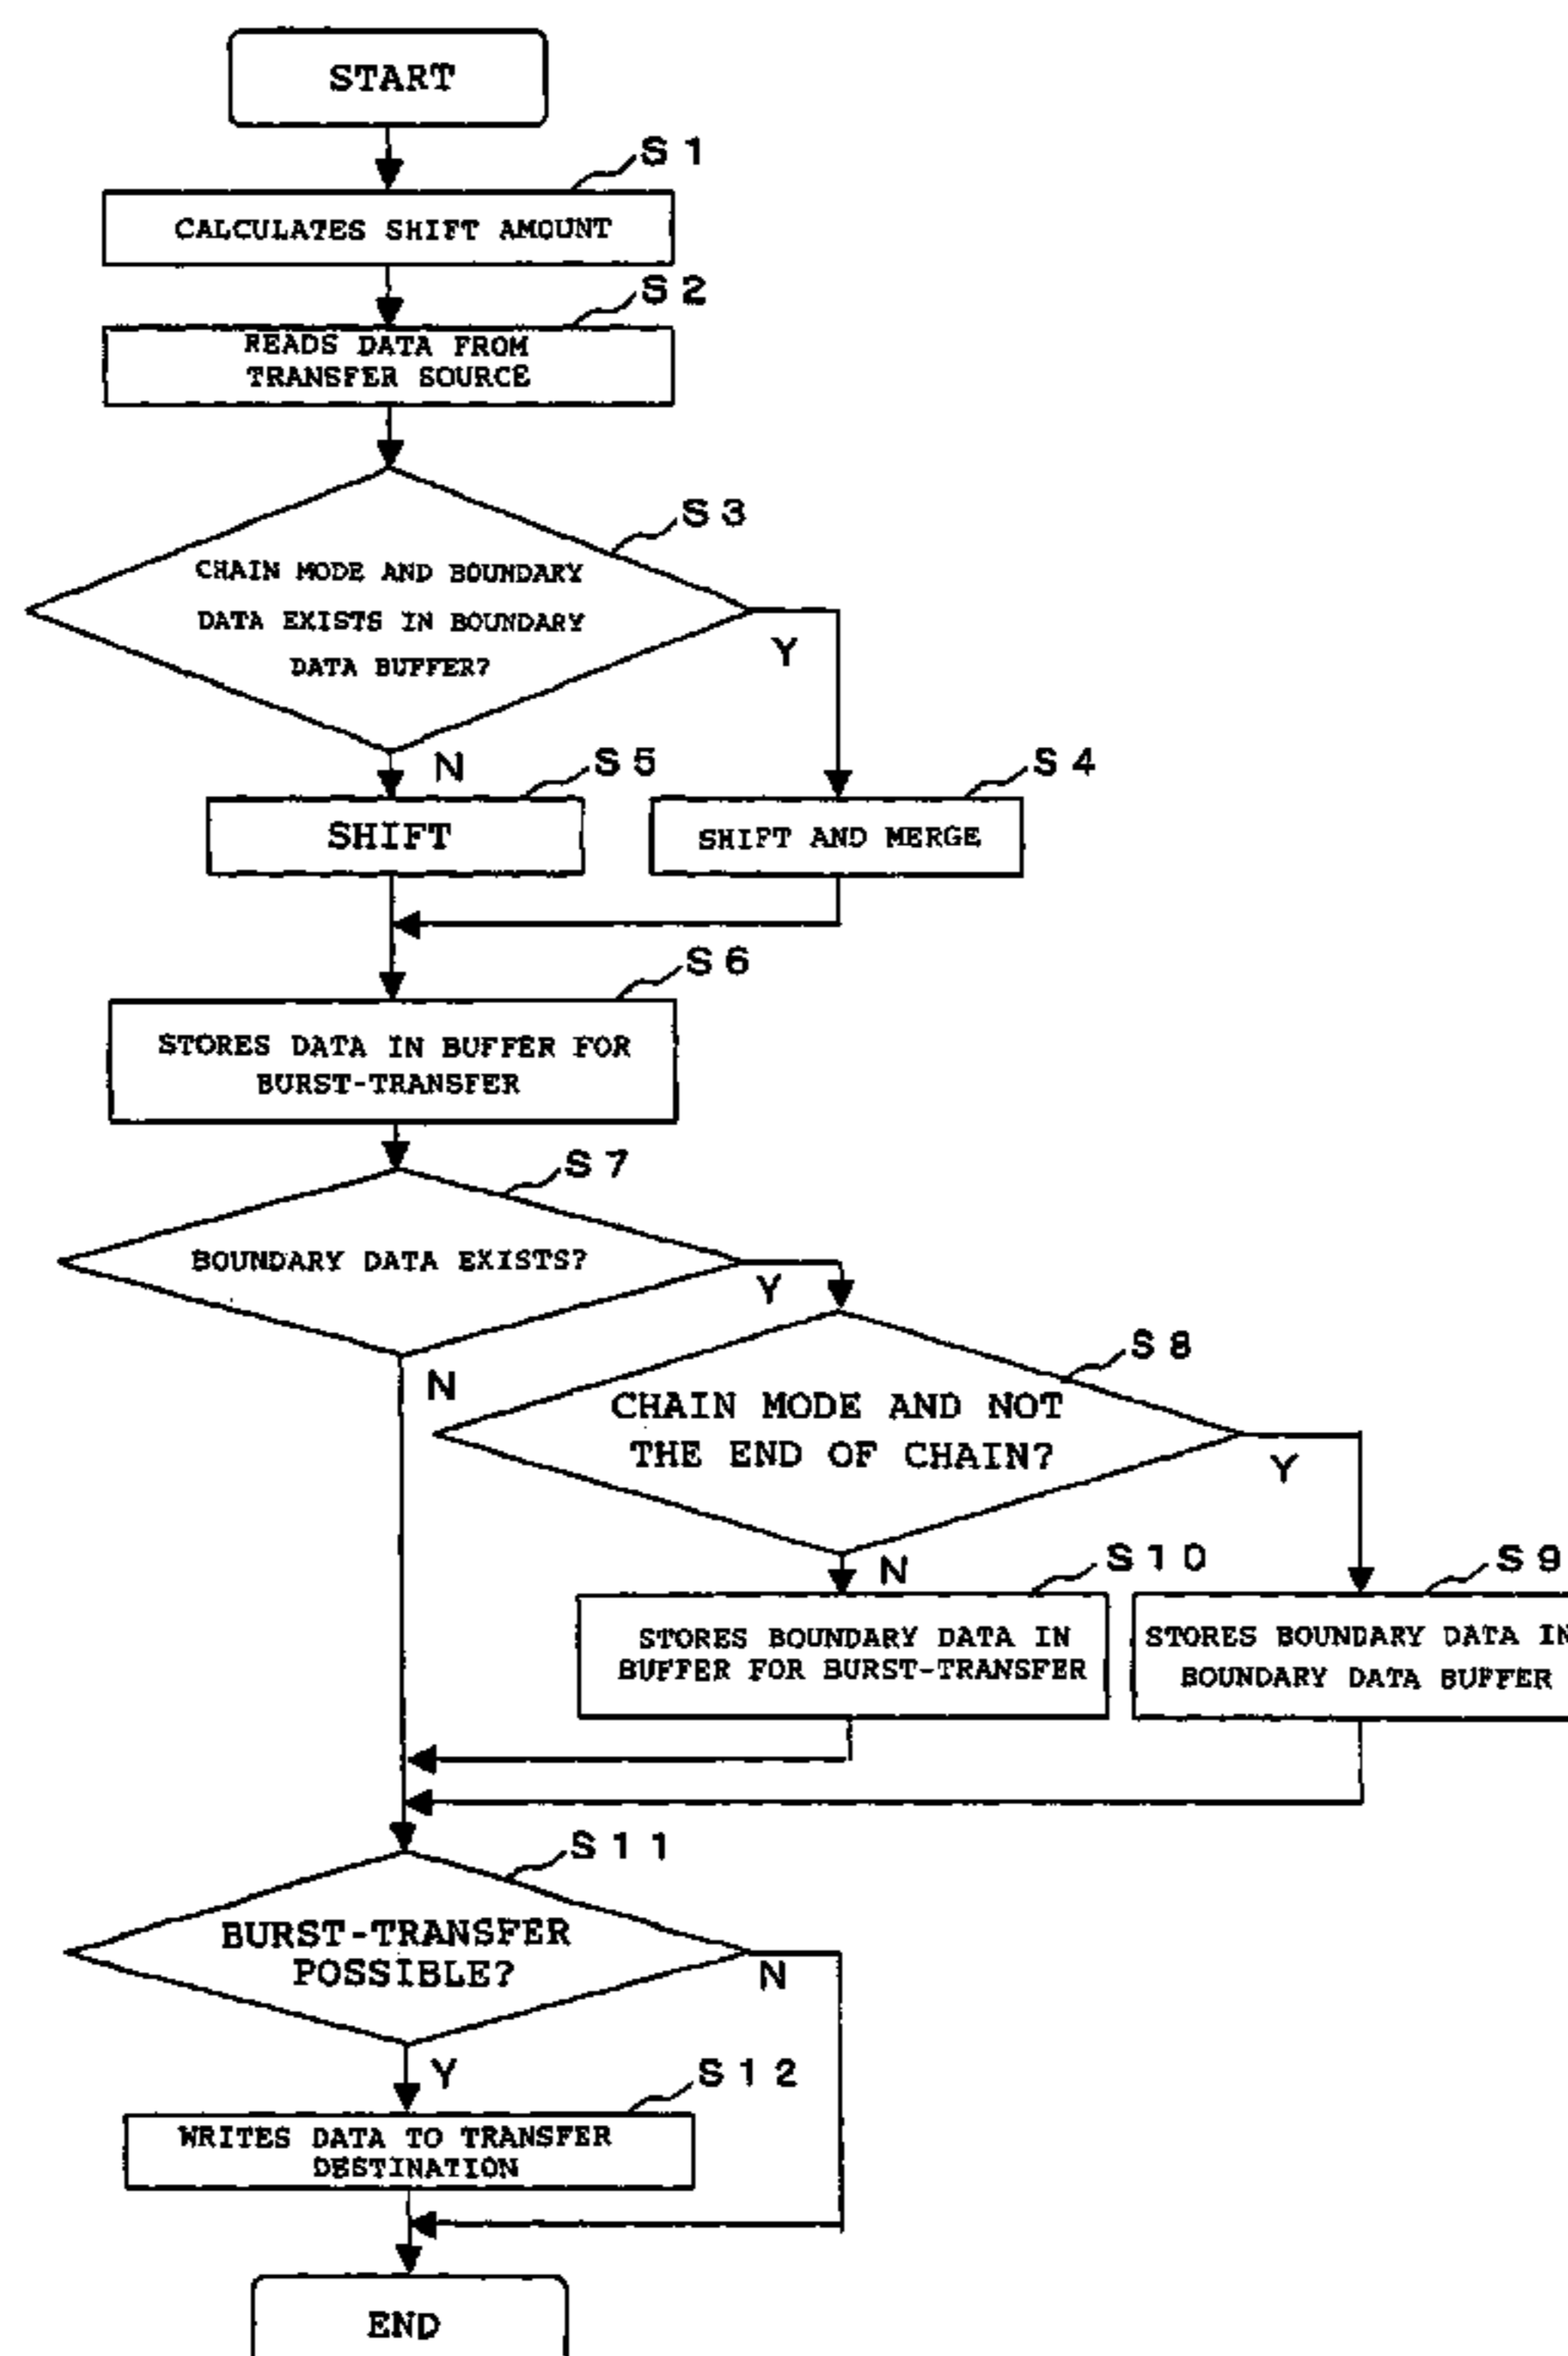 START
S1
CALCULATES SHIFT AMOUNT
S2
READS DATA FROM
TRANSFER SOURCE
S3
CHAIN MODE AND BOUNDARY
DATA EXISTS IN BOUNDARY
DATA BUFFER?
Y
N
S5
S4
SHIFT
SHIFT AND MERGE
S6
STORES DATA IN BUFFER FOR
BURST-TRANSFER
S7
BOUNDARY DATA EXISTS?
Y
N
S8
CHAIN MODE AND NOT
THE END OF CHAIN?
Y
N
S10
S9
STORES BOUNDARY DATA IN
BUFFER FOR BURST-TRANSFER
STORES BOUNDARY DATA IN
BOUNDARY DATA BUFFER
S11
BURST-TRANSFER
POSSIBLE?
N
Y
S12
WRITES DATA TO TRANSFER
DESTINATION
END